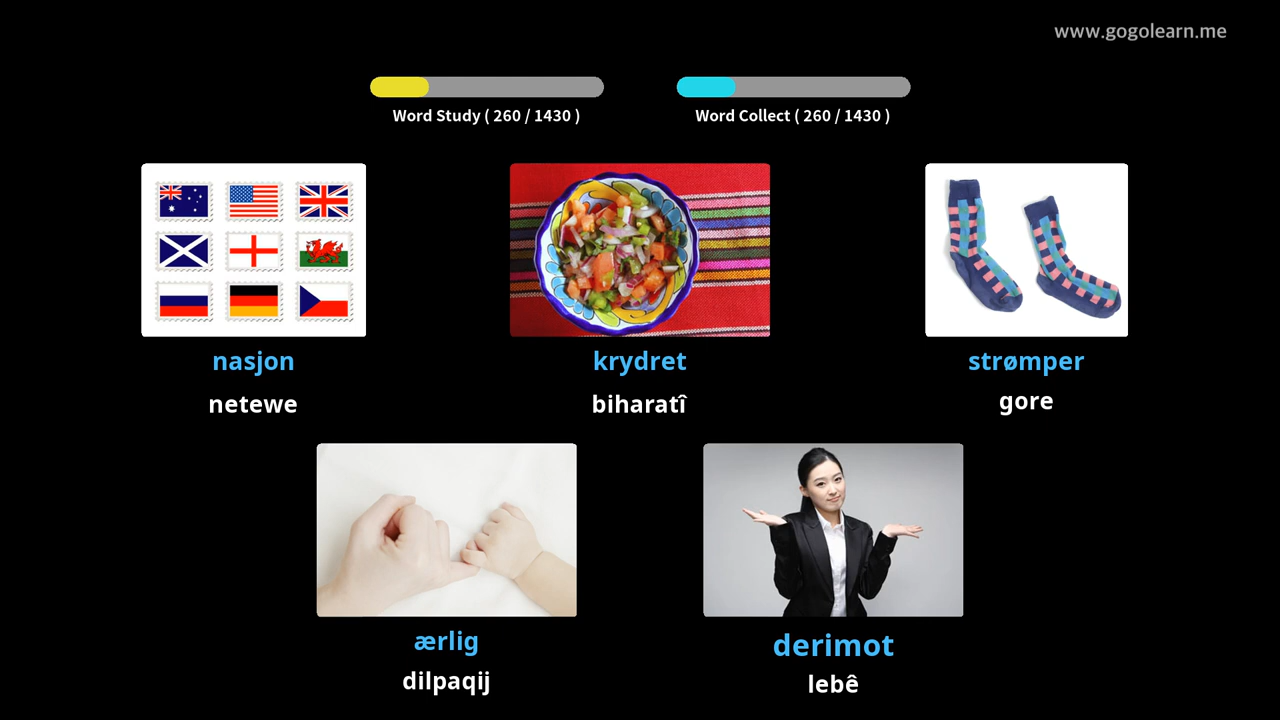 www.gogolearn.me
Word Study ( 260 / 1430 )
Word Collect ( 260 / 1430 )
nasjon
krydret
strømper
netewe
biharatî
gore
ærlig
derimot
dilpaqij
lebê